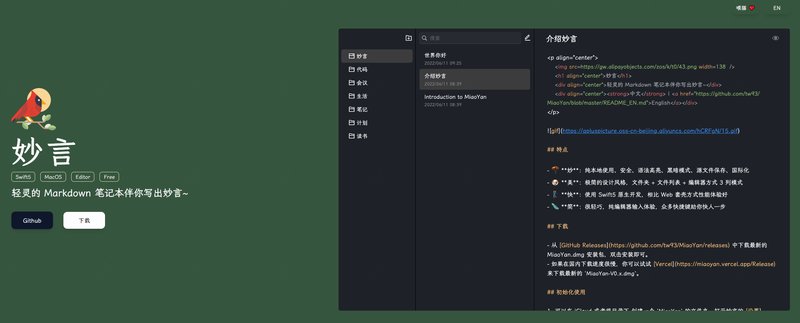 喂猫 ❤️
EN
妙言
Swift5
MacOS
Editor
Free
轻灵的 Markdown 笔记本伴你写出妙言~
Github
下载
妙言
代码
会议
生活
笔记
计划
读书
搜索
世界你好
2022/06/11 09:25
介绍妙言
2022/06/11 08:39
Introduction to MiaoYan
2022/06/11 08:39
介绍妙言
<p align="center">
<img src=https://gw.alipayobjects.com/zos/k/t0/43.png width=138 />
<h1 align="center">妙言</h1>
<div align="center">轻灵的 Markdown 笔记本伴你写出妙言~</div>
<div align="center"><strong>中文</strong> | <a href="https://github.com/tw93/
MiaoYan/blob/master/README_EN.md">English</a></div>
</p>
![gif](https://gpluspicture.oss-cn-beijing.aliyuncs.com/hCRFqN/15.gif)
## 特点
- **妙**：纯本地使用、安全、语法高亮、黑暗模式、源文件保存、国际化
- **美**：极简的设计风格，文件夹 + 文件列表 + 编辑器方式 3 列模式
- **快**：使用 Swift5 原生开发，相比 Web 套壳方式性能体验好
- **简**：很轻巧，纯编辑器输入体验，众多快捷键助你快人一步
## 下载
- 从 [GitHub Releases](https://github.com/tw93/MiaoYan/releases) 中下载最新的
MiaoYan.dmg 安装包，双击安装即可。
- 如果在国内下载速度很慢，你可以试试 [Vercel](https://miaoyan.vercel.app/Release)
来下载最新的 `MiaoYan-V0.x.dmg`。
## 初始化使用